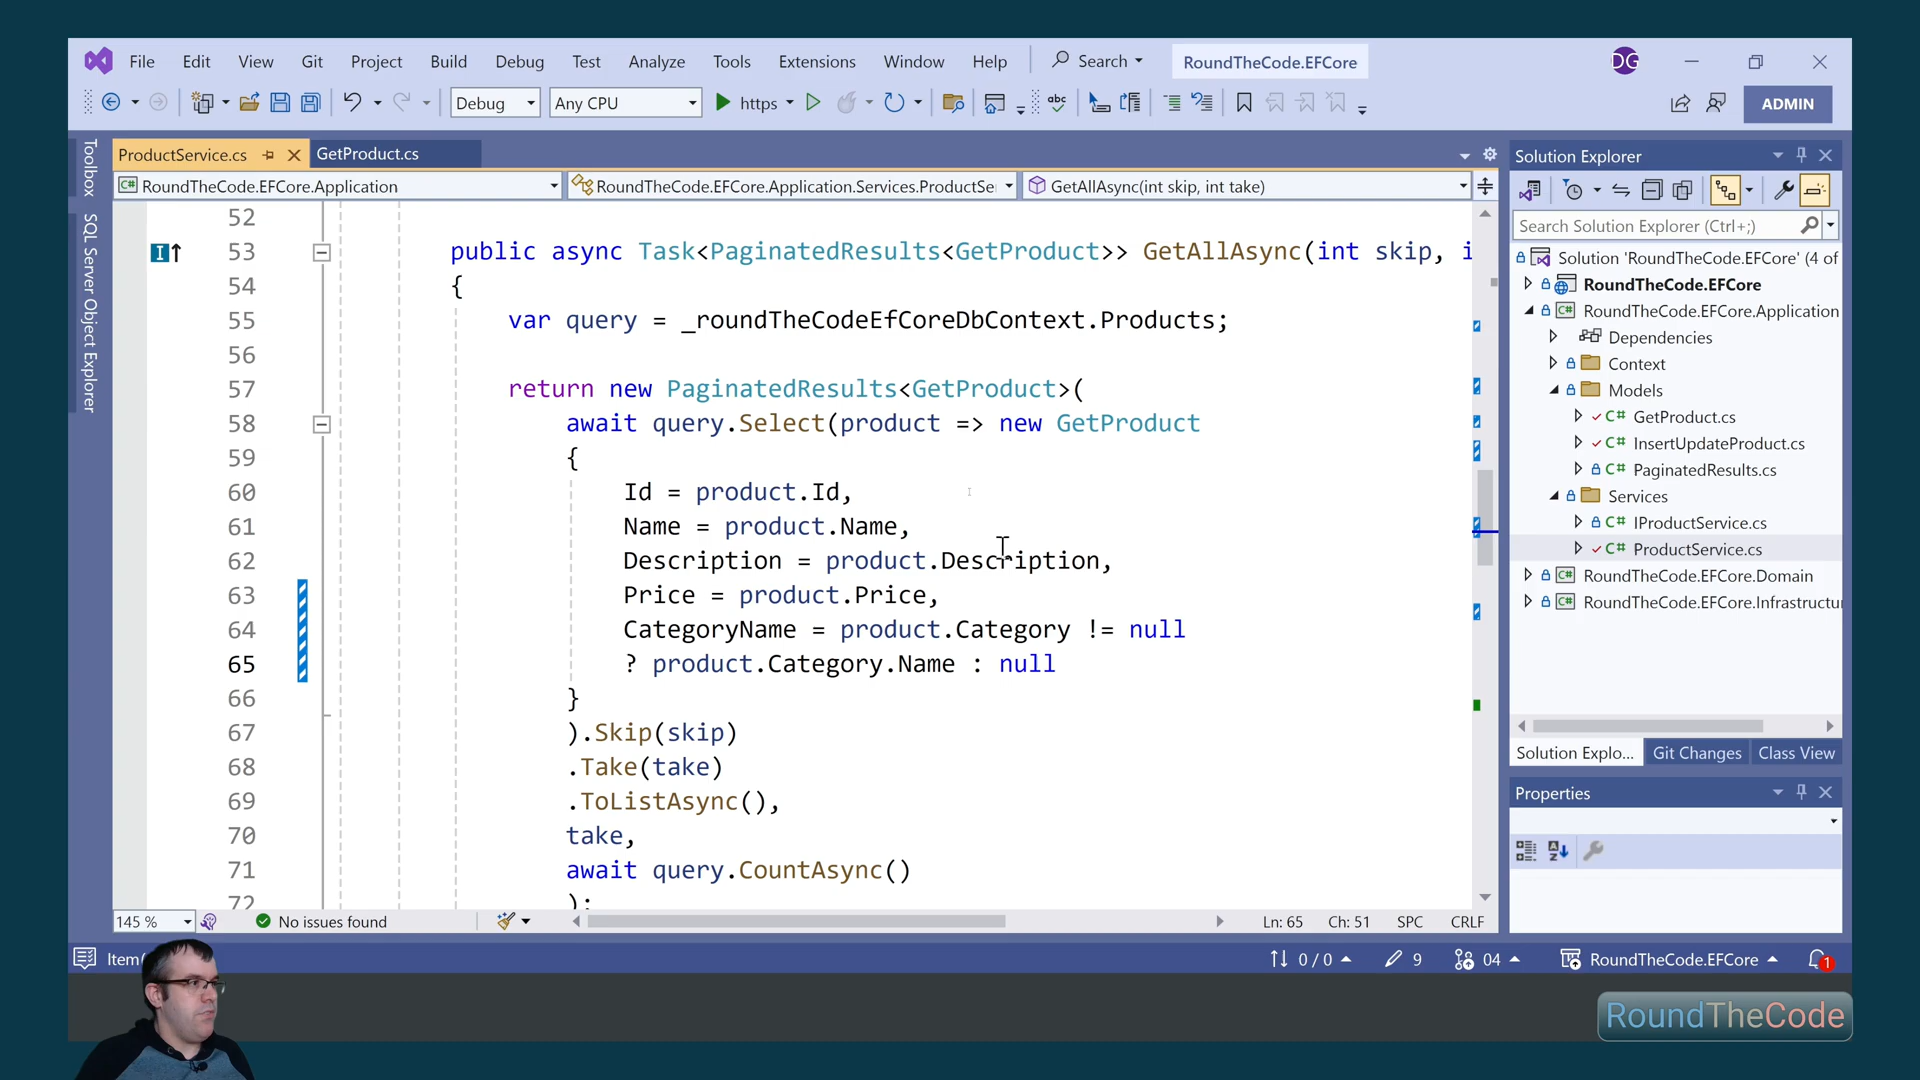 File Edit View Git Project Build Debug Test Analyze Tools Extensions Window Help Search RoundTheCode.EFCore DG
Debug Any CPU https abc ADMIN
Toolbox
SQL Server Object Explorer
ProductService.cs GetProduct.cs
RoundTheCode.EFCore.Application RoundTheCode.EFCore.Application.Services.ProductSe GetAllAsync(int skip, int take)
52
53 public async Task<PaginatedResults<GetProduct>> GetAllAsync(int skip, i
54 {
55 var query = _roundTheCodeEfCoreDbContext.Products;
56
57 return new PaginatedResults<GetProduct>(
58 await query.Select(product => new GetProduct
59 {
60 Id = product.Id,
61 Name = product.Name,
62 Description = product.Description,
63 Price = product.Price,
64 CategoryName = product.Category != null
65 ? product.Category.Name : null
66 }
67 ).Skip(skip)
68 .Take(take)
69 .ToListAsync(),
70 take,
71 await query.CountAsync()
72 );
145 % No issues found Ln: 65 Ch: 51 SPC CRLF
Solution Explorer
Search Solution Explorer (Ctrl+;)
Solution 'RoundTheCode.EFCore' (4 of
RoundTheCode.EFCore
C# RoundTheCode.EFCore.Application
Dependencies
Context
Models
C# GetProduct.cs
C# InsertUpdateProduct.cs
C# PaginatedResults.cs
Services
C# IProductService.cs
C# ProductService.cs
C# RoundTheCode.EFCore.Domain
C# RoundTheCode.EFCore.Infrastructu
Solution Explo... Git Changes Class View
Properties
Item( 0 / 0 9 04 RoundTheCode.EFCore 1
RoundTheCode